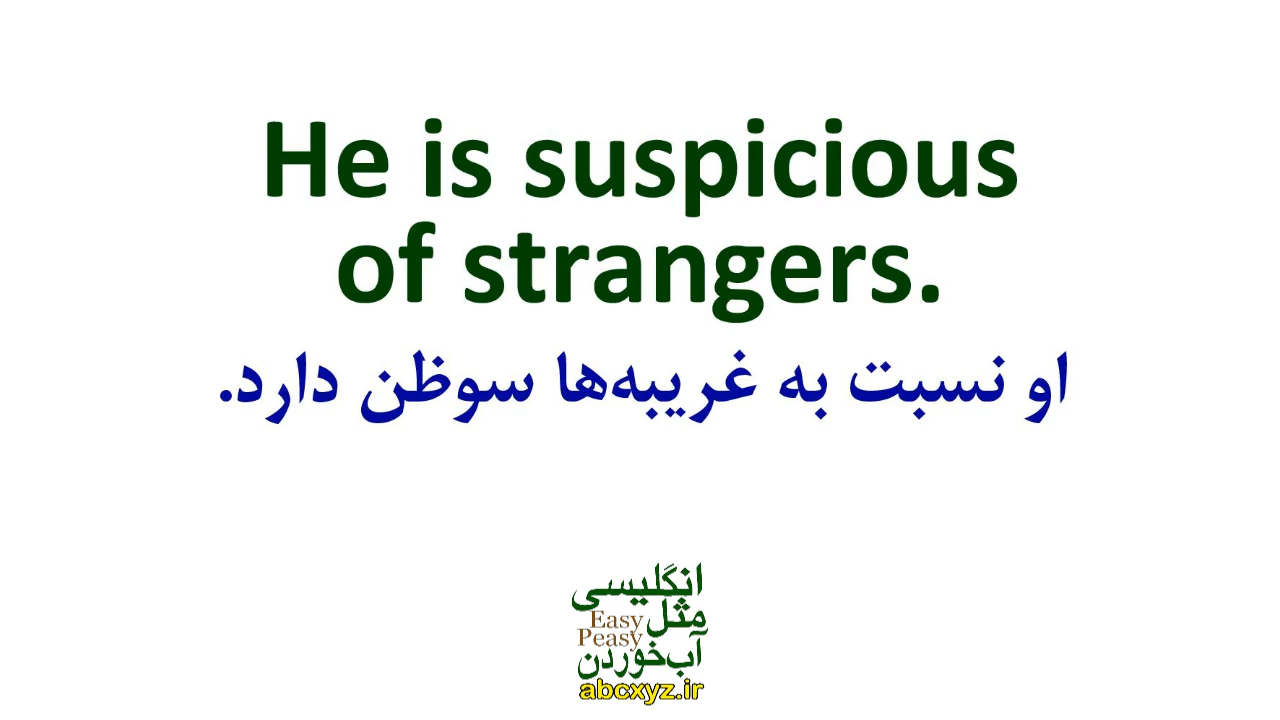 He is suspicious
of strangers.
او نسبت به غریبه‌ها سوظن دارد.
انگلیسی
مثل
Easy
Peasy
آب‌خوردن
abcxyz.ir